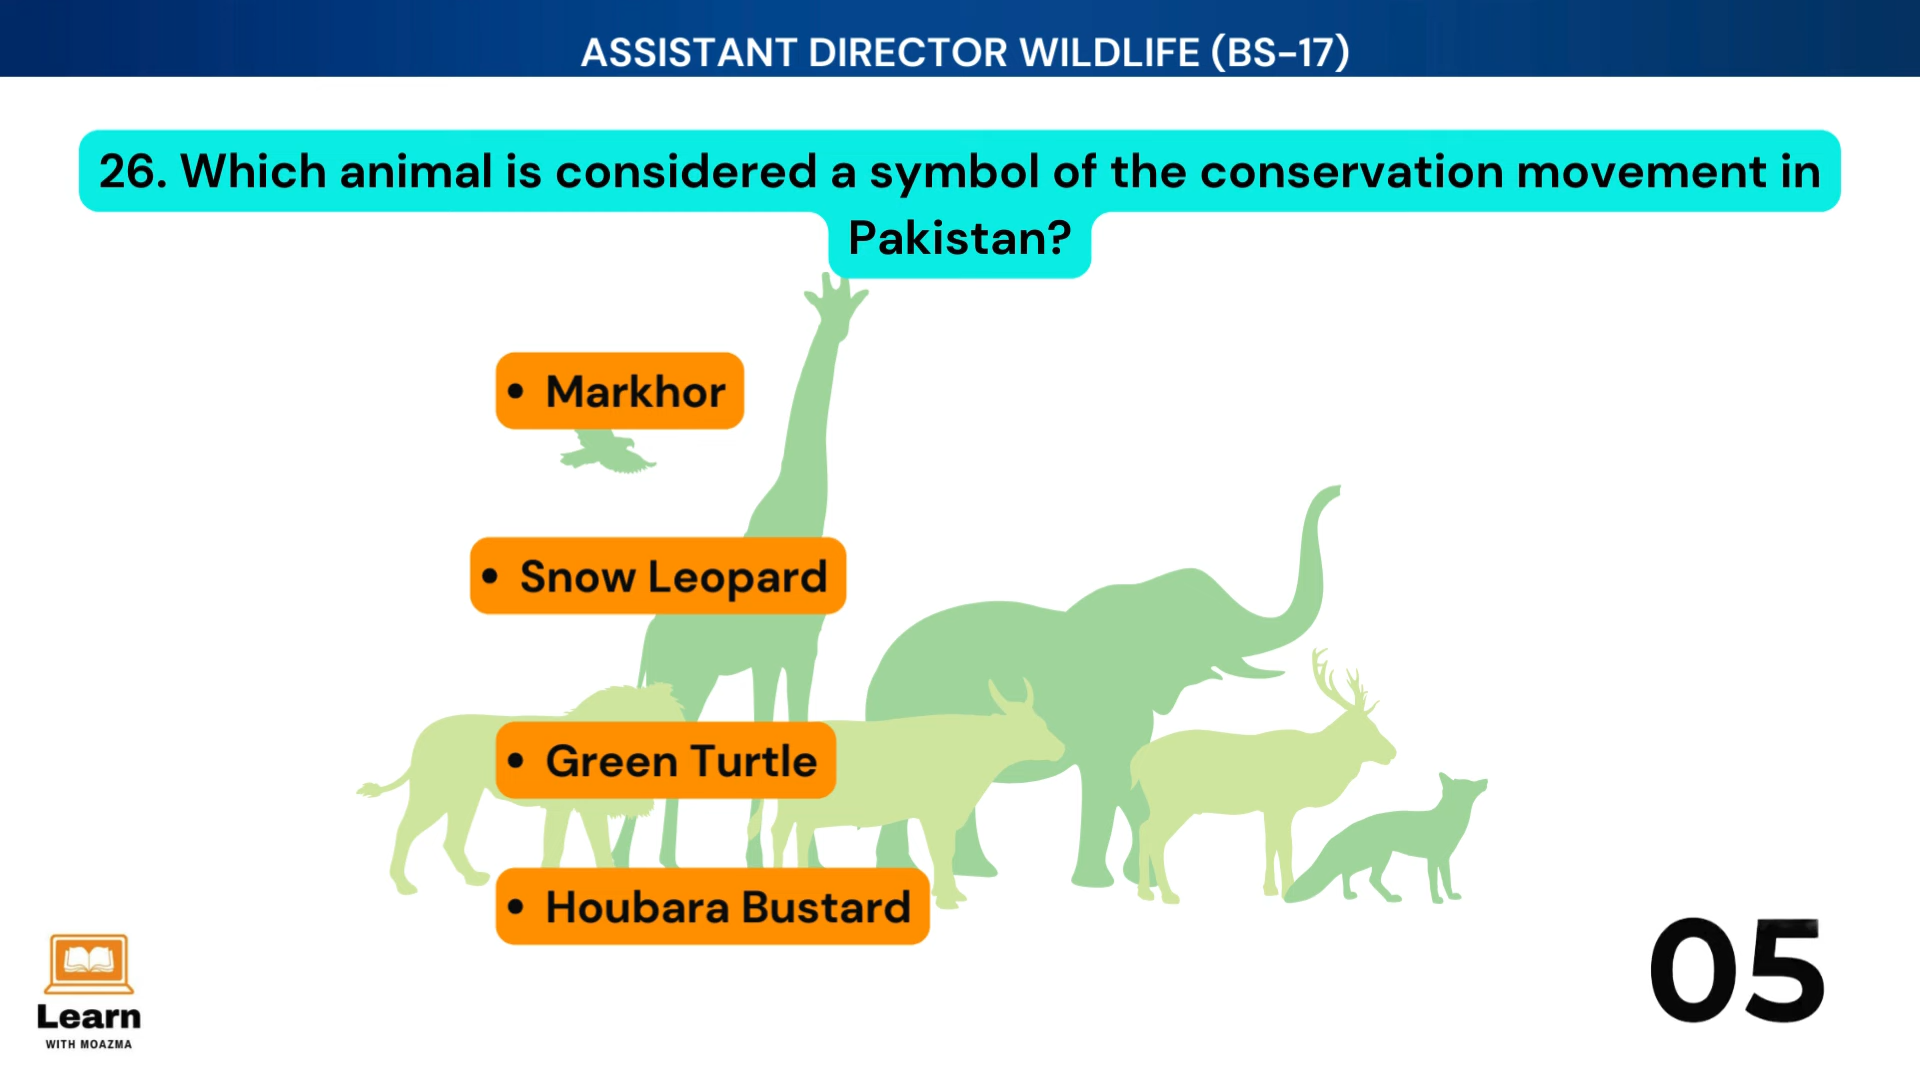 ASSISTANT DIRECTOR WILDLIFE (BS-17)
26. Which animal is considered a symbol of the conservation movement in
Pakistan?
• Markhor
• Snow Leopard
• Green Turtle
• Houbara Bustard
05
Learn
WITH MOAZMA